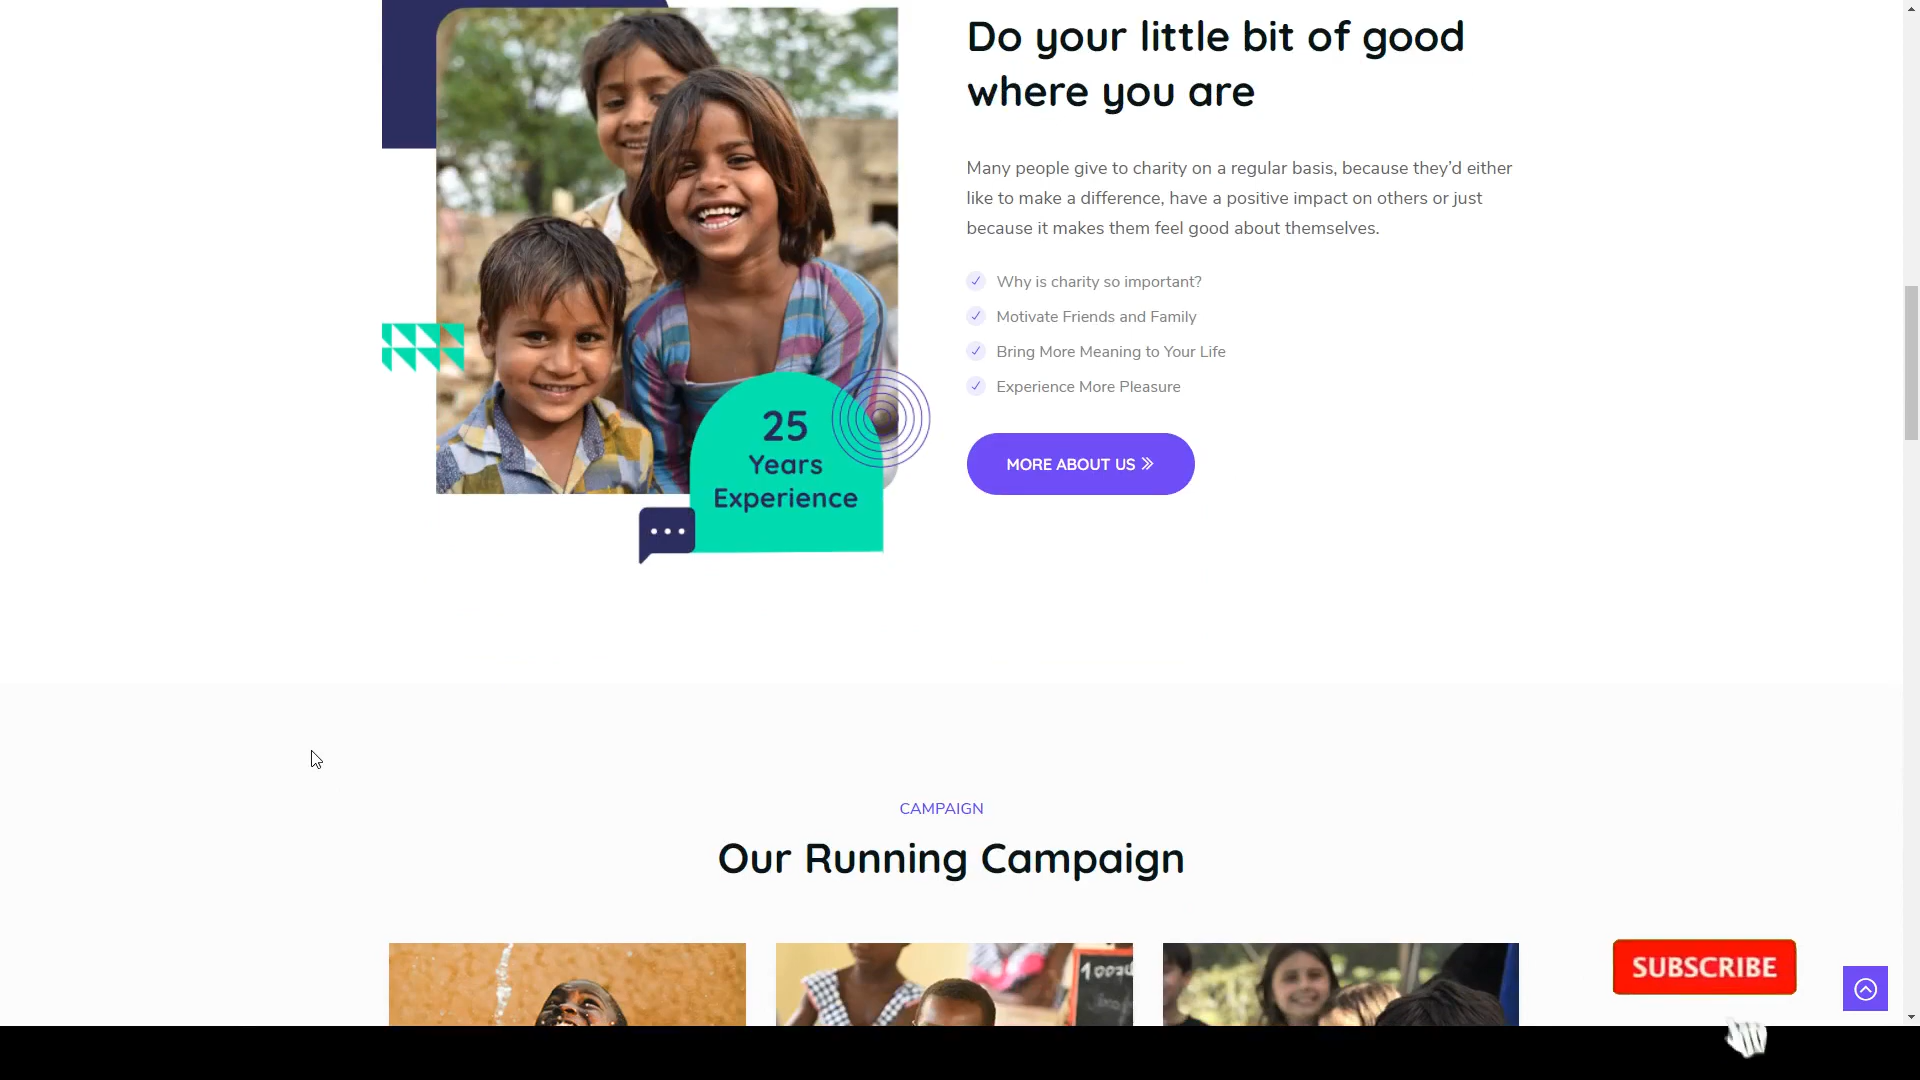 Do your little bit of good
where you are
Many people give to charity on a regular basis, because they’d either
like to make a difference, have a positive impact on others or just
because it makes them feel good about themselves.
Why is charity so important?
Motivate Friends and Family
Bring More Meaning to Your Life
Experience More Pleasure
MORE ABOUT US
25
Years
Experience
CAMPAIGN
Our Running Campaign
SUBSCRIBE